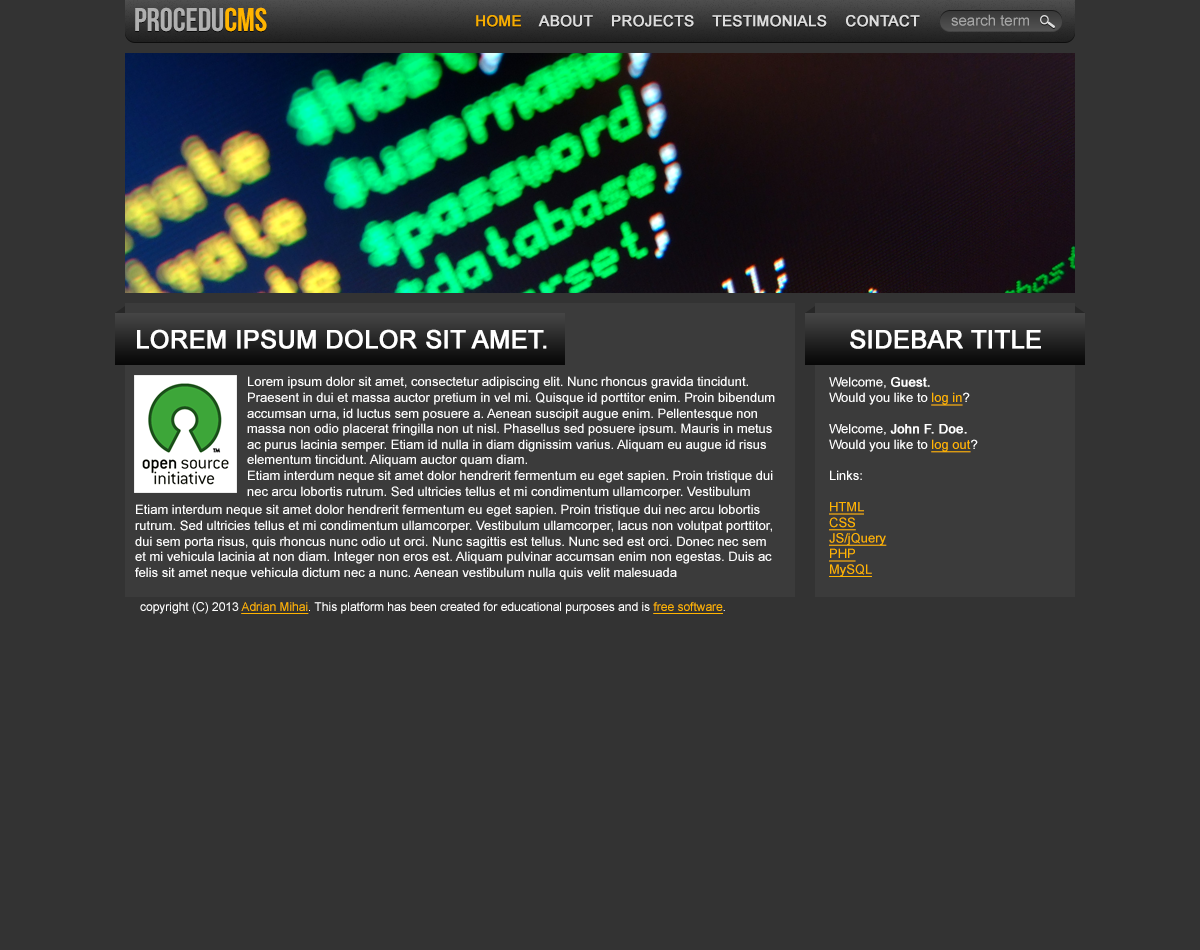 PROCEDUCMS
HOME ABOUT PROJECTS TESTIMONIALS CONTACT search term
$host
$username;
$password;
$database;
LOREM IPSUM DOLOR SIT AMET.
open source
initiative
TM
Lorem ipsum dolor sit amet, consectetur adipiscing elit. Nunc rhoncus gravida tincidunt.
Praesent in dui et massa auctor pretium in vel mi. Quisque id porttitor enim. Proin bibendum
accumsan urna, id luctus sem posuere a. Aenean suscipit augue enim. Pellentesque non
massa non odio placerat fringilla non ut nisl. Phasellus sed posuere ipsum. Mauris in metus
ac purus lacinia semper. Etiam id nulla in diam dignissim varius. Aliquam eu augue id risus
elementum tincidunt. Aliquam auctor quam diam.
Etiam interdum neque sit amet dolor hendrerit fermentum eu eget sapien. Proin tristique dui
nec arcu lobortis rutrum. Sed ultricies tellus et mi condimentum ullamcorper. Vestibulum
Etiam interdum neque sit amet dolor hendrerit fermentum eu eget sapien. Proin tristique dui nec arcu lobortis
rutrum. Sed ultricies tellus et mi condimentum ullamcorper. Vestibulum ullamcorper, lacus non volutpat porttitor,
dui sem porta risus, quis rhoncus nunc odio ut orci. Nunc sagittis est tellus. Nunc sed est orci. Donec nec sem
et mi vehicula lacinia at non diam. Integer non eros est. Aliquam pulvinar accumsan enim non egestas. Duis ac
felis sit amet neque vehicula dictum nec a nunc. Aenean vestibulum nulla quis velit malesuada
SIDEBAR TITLE
Welcome, Guest.
Would you like to log in?
Welcome, John F. Doe.
Would you like to log out?
Links:
HTML
CSS
JS/jQuery
PHP
MySQL
copyright (C) 2013 Adrian Mihai. This platform has been created for educational purposes and is free software.